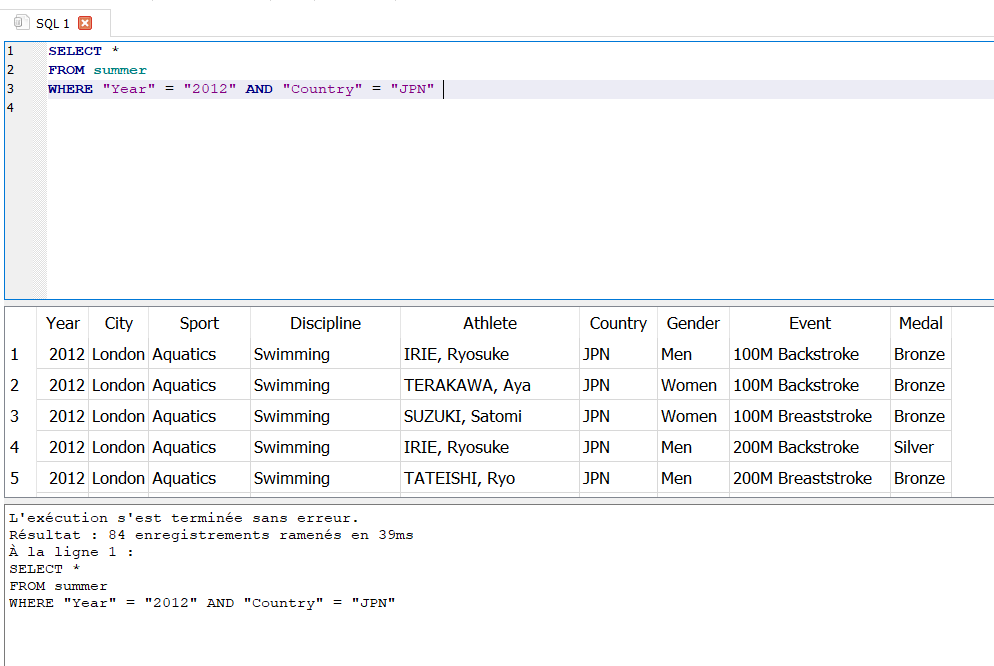 SQL 1
1 SELECT *
2 FROM summer
3 WHERE "Year" = "2012" AND "Country" = "JPN"
4
Year City Sport Discipline Athlete Country Gender Event Medal
1 2012 London Aquatics Swimming IRIE, Ryosuke JPN Men 100M Backstroke Bronze
2 2012 London Aquatics Swimming TERAKAWA, Aya JPN Women 100M Backstroke Bronze
3 2012 London Aquatics Swimming SUZUKI, Satomi JPN Women 100M Breaststroke Bronze
4 2012 London Aquatics Swimming IRIE, Ryosuke JPN Men 200M Backstroke Silver
5 2012 London Aquatics Swimming TATEISHI, Ryo JPN Men 200M Breaststroke Bronze
L'exécution s'est terminée sans erreur.
Résultat : 84 enregistrements ramenés en 39ms
À la ligne 1 :
SELECT *
FROM summer
WHERE "Year" = "2012" AND "Country" = "JPN"